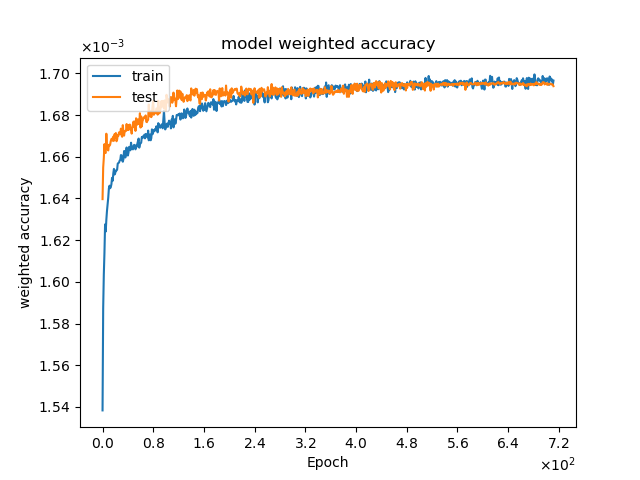 model weighted accuracy
×10⁻³
train
test
1.70
1.68
1.66
1.64
1.62
1.60
1.58
1.56
1.54
weighted accuracy
0.0 0.8 1.6 2.4 3.2 4.0 4.8 5.6 6.4 7.2
Epoch
×10²